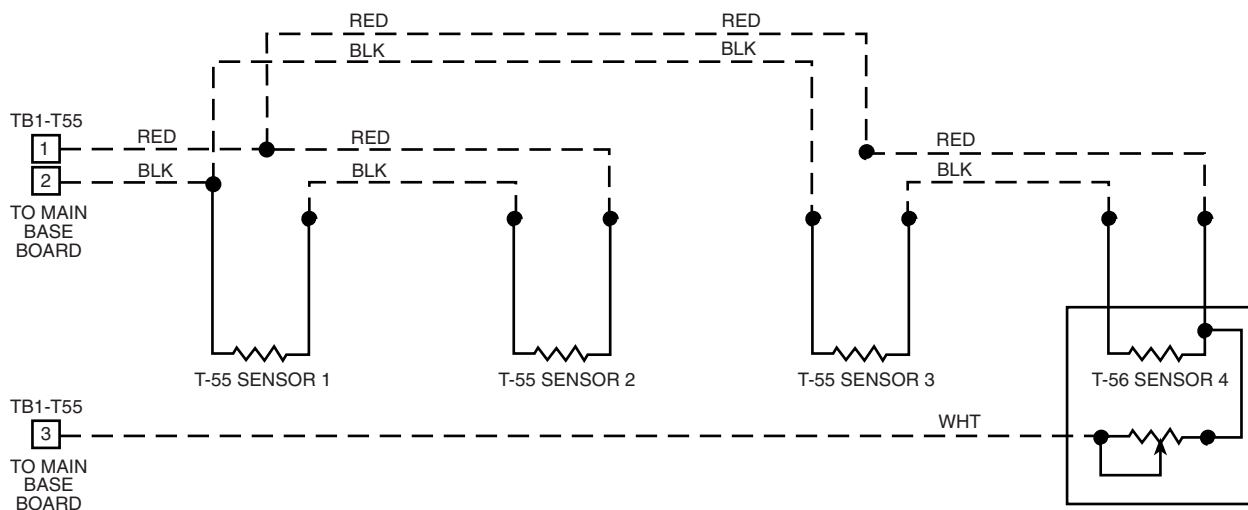 RED RED
BLK BLK
TB1-T55
1 RED RED RED
2 BLK BLK BLK
TO MAIN
BASE
BOARD
T-55 SENSOR 1 T-55 SENSOR 2 T-55 SENSOR 3 T-56 SENSOR 4
TB1-T55
3 WHT
TO MAIN
BASE
BOARD